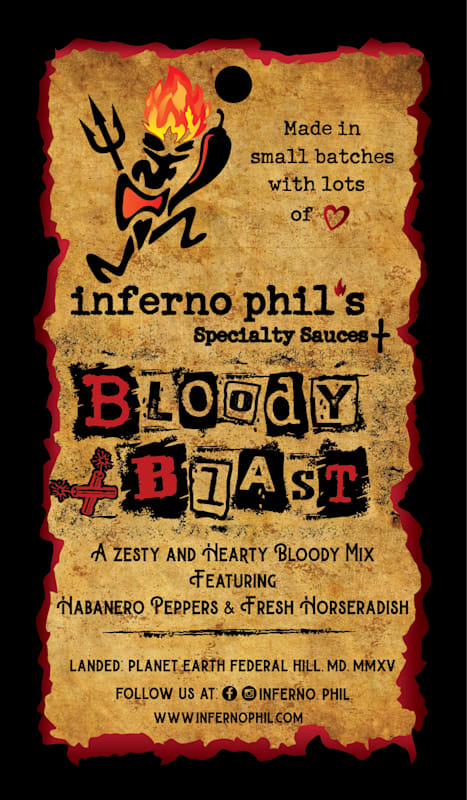 Made in
small batches
with lots
of
inferno phil's
Specialty Sauces
BLOODY
BLAST
A ZESTY AND HEARTY BLOODY MIX
FEATURING
HABANERO PEPPERS & FRESH HORSERADISH
LANDED: PLANET EARTH FEDERAL HILL, MD. MMXV
FOLLOW US AT: INFERNO. PHIL
WWW.INFERNOPHIL.COM